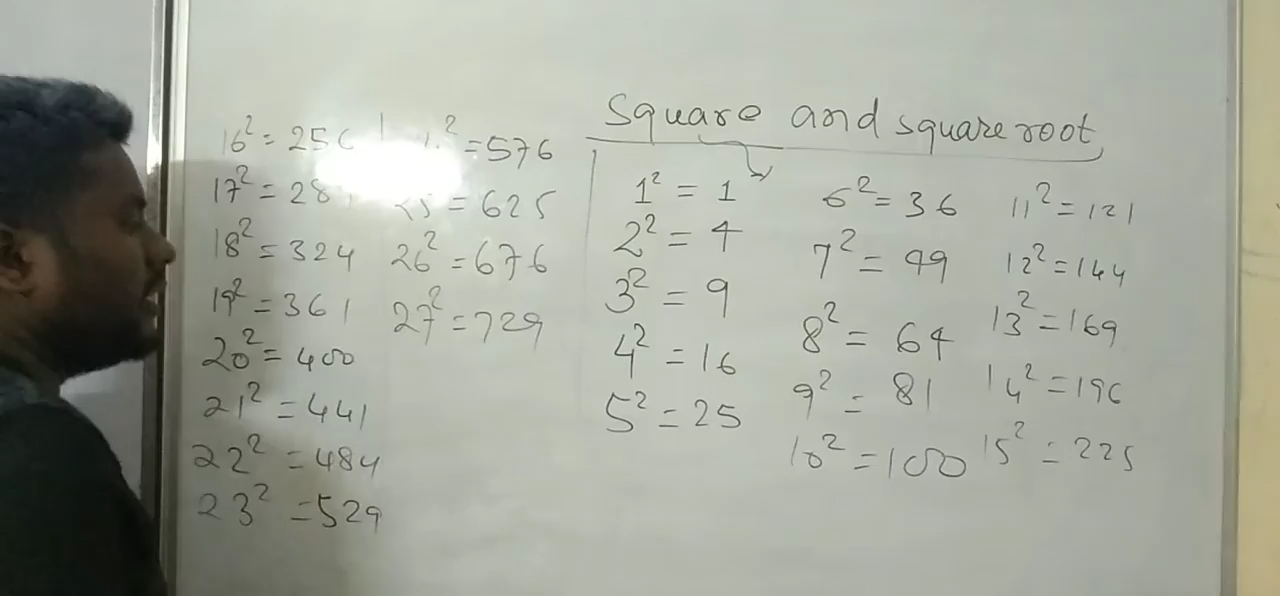 Square and square root
1² = 1
2² = 4
3² = 9
4² = 16
5² = 25
6² = 36
7² = 49
8² = 64
9² = 81
10² = 100
11² = 121
12² = 144
13² = 169
14² = 196
15² = 225
16² = 256
17² = 28
18² = 324
19² = 361
20² = 400
21² = 441
22² = 484
23² = 529
² = 576
25 = 625
26² = 676
27² = 729